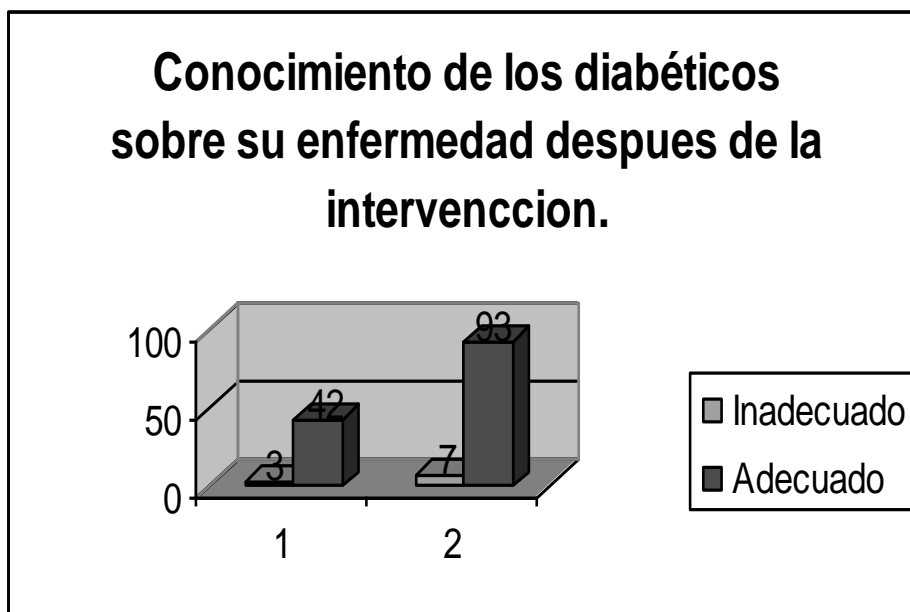 Conocimiento de los diabéticos
sobre su enfermedad despues de la
intervenccion.
100
50
0
3
42
7
93
1
2
Inadecuado
Adecuado